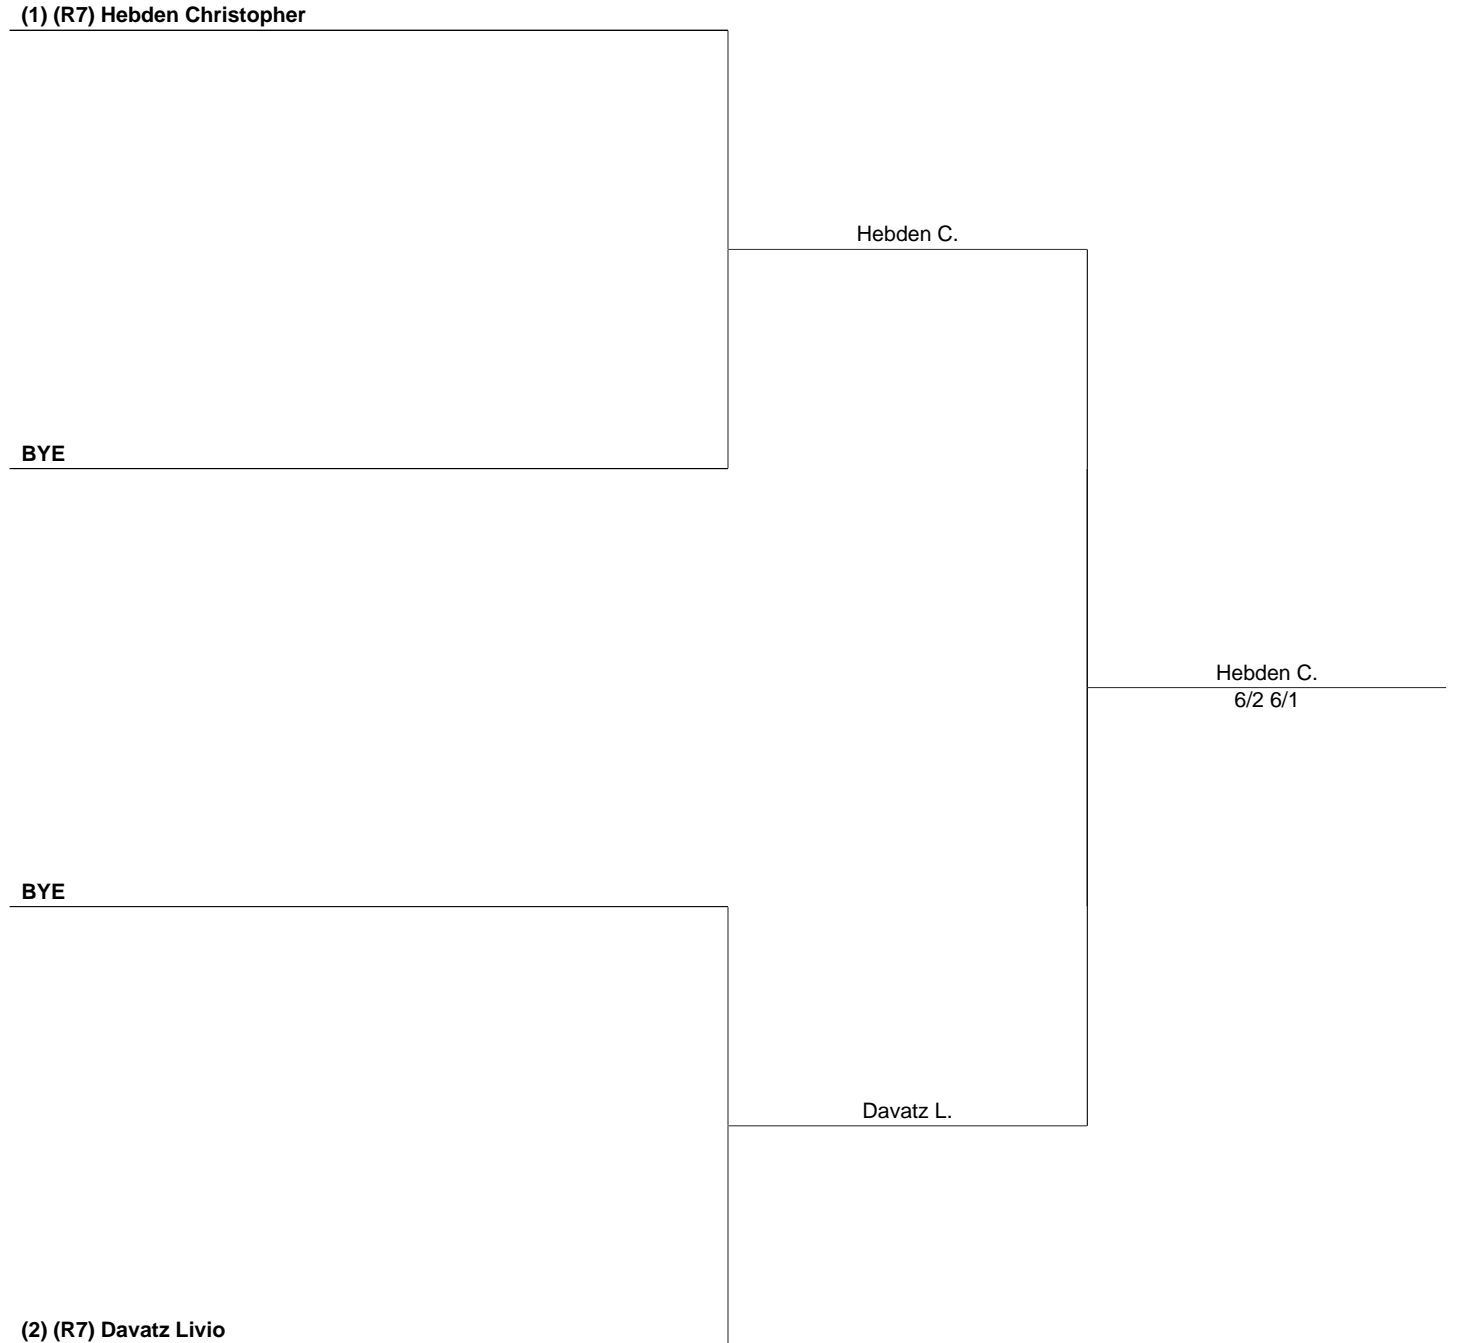 (1) (R7) Hebden Christopher
Hebden C.
BYE
Hebden C.
6/2 6/1
BYE
Davatz L.
(2) (R7) Davatz Livio